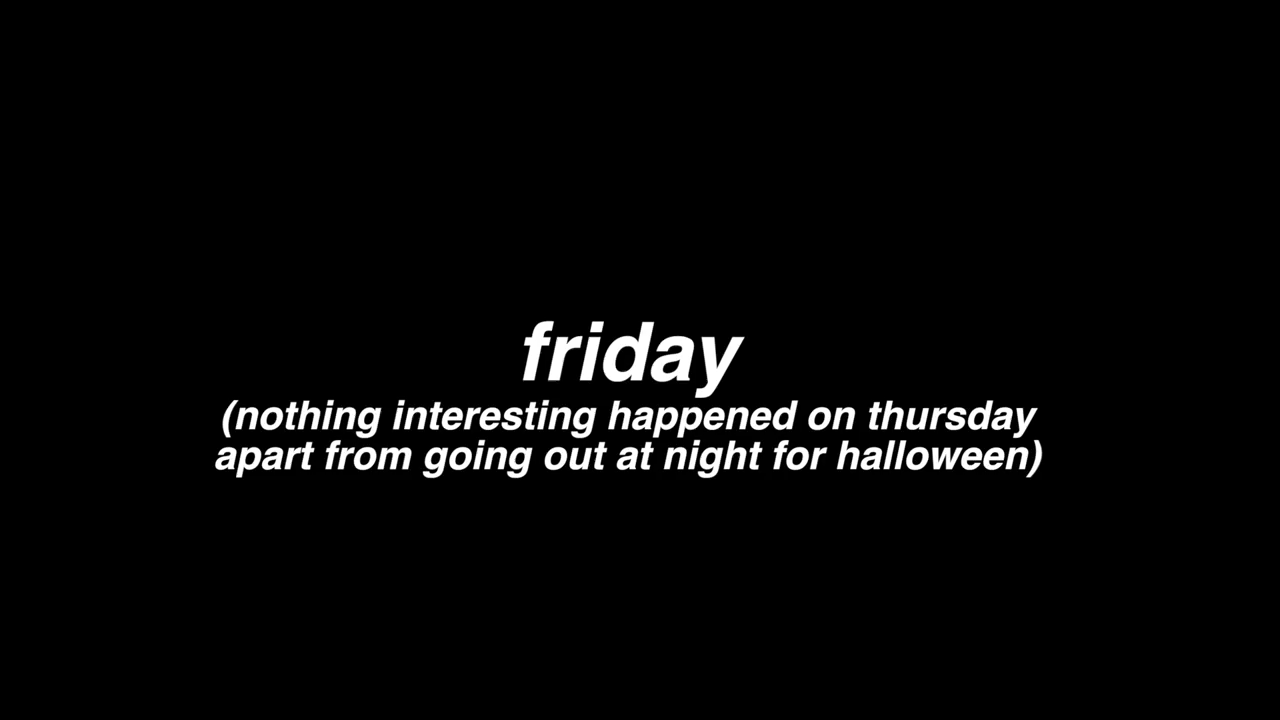 friday
(nothing interesting happened on thursday
apart from going out at night for halloween)